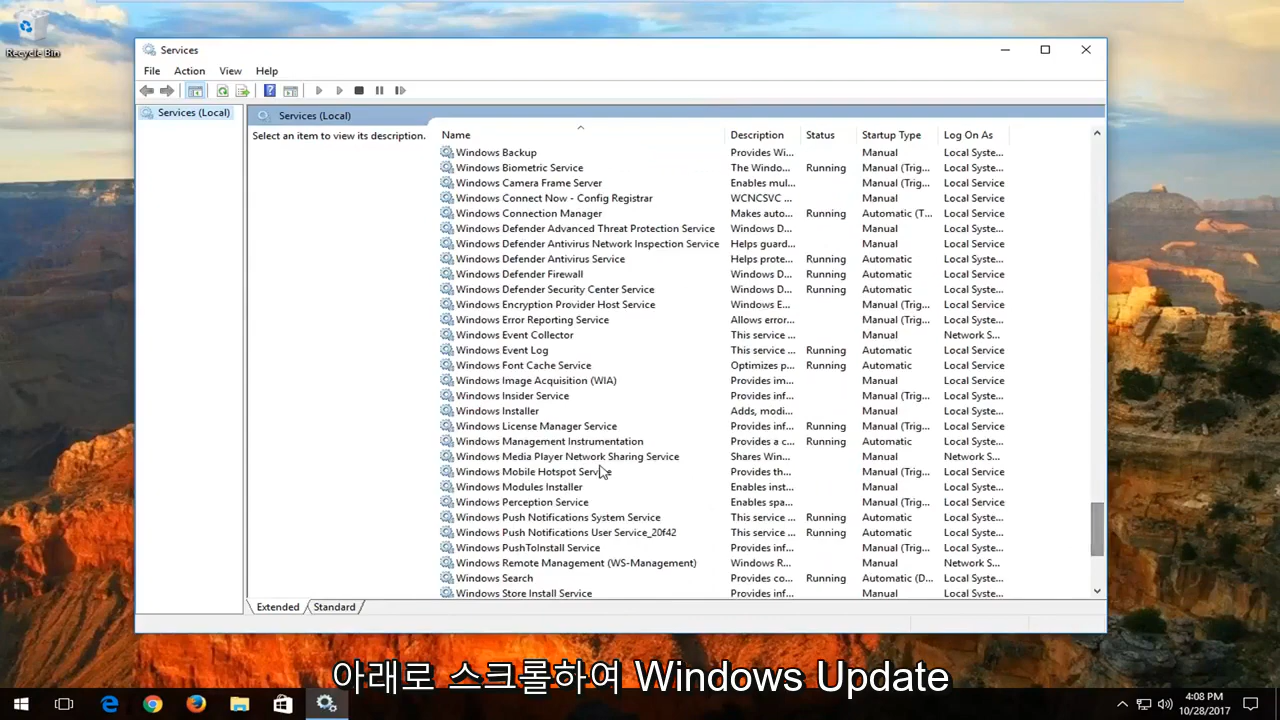 Recycle Bin
Services
File Action View Help
Services (Local)
Services (Local)
Select an item to view its description.
Name Description Status Startup Type Log On As
Windows Backup Provides Wi... Manual Local Syste...
Windows Biometric Service The Windo... Running Manual (Trig... Local Syste...
Windows Camera Frame Server Enables mul... Manual (Trig... Local Service
Windows Connect Now - Config Registrar WCNCSVC ... Manual Local Service
Windows Connection Manager Makes auto... Running Automatic (T... Local Service
Windows Defender Advanced Threat Protection Service Windows D... Manual Local Syste...
Windows Defender Antivirus Network Inspection Service Helps guard... Manual Local Service
Windows Defender Antivirus Service Helps prote... Running Automatic Local Syste...
Windows Defender Firewall Windows D... Running Automatic Local Service
Windows Defender Security Center Service Windows D... Running Automatic Local Syste...
Windows Encryption Provider Host Service Windows E... Manual (Trig... Local Service
Windows Error Reporting Service Allows error... Manual (Trig... Local Syste...
Windows Event Collector This service ... Manual Network S...
Windows Event Log This service ... Running Automatic Local Service
Windows Font Cache Service Optimizes p... Running Automatic Local Service
Windows Image Acquisition (WIA) Provides im... Manual Local Service
Windows Insider Service Provides inf... Manual (Trig... Local Syste...
Windows Installer Adds, modi... Manual Local Syste...
Windows License Manager Service Provides inf... Running Manual (Trig... Local Service
Windows Management Instrumentation Provides a c... Running Automatic Local Syste...
Windows Media Player Network Sharing Service Shares Win... Manual Network S...
Windows Mobile Hotspot Service Provides th... Manual (Trig... Local Service
Windows Modules Installer Enables inst... Manual Local Syste...
Windows Perception Service Enables spa... Manual (Trig... Local Service
Windows Push Notifications System Service This service ... Running Automatic Local Syste...
Windows Push Notifications User Service_20f42 This service ... Running Automatic Local Syste...
Windows PushToInstall Service Provides inf... Manual (Trig... Local Syste...
Windows Remote Management (WS-Management) Windows R... Manual Network S...
Windows Search Provides co... Running Automatic (D... Local Syste...
Windows Store Install Service Provides inf... Manual Local Syste...
Extended Standard
아래로 스크롤하여 Windows Update
4:08 PM
10/28/2017